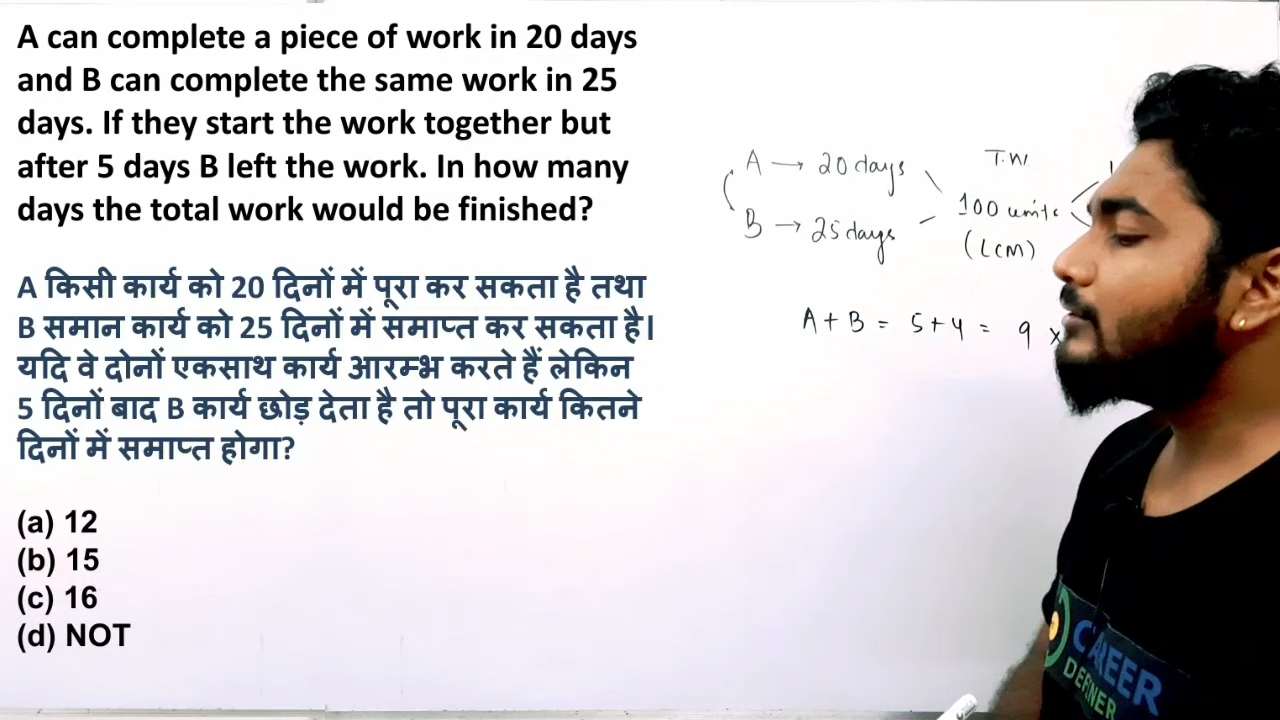 A can complete a piece of work in 20 days
and B can complete the same work in 25
days. If they start the work together but
after 5 days B left the work. In how many
days the total work would be finished?
A किसी कार्य को 20 दिनों में पूरा कर सकता है तथा
B समान कार्य को 25 दिनों में समाप्त कर सकता है।
यदि वे दोनों एकसाथ कार्य आरम्भ करते हैं लेकिन
5 दिनों बाद B कार्य छोड़ देता है तो पूरा कार्य कितने
दिनों में समाप्त होगा?
(a) 12
(b) 15
(c) 16
(d) NOT
T.W.
A → 20 days
100 units
B → 25 days
(LCM)
A + B = 5 + 4 = 9 ×
CAREER
DEFINER